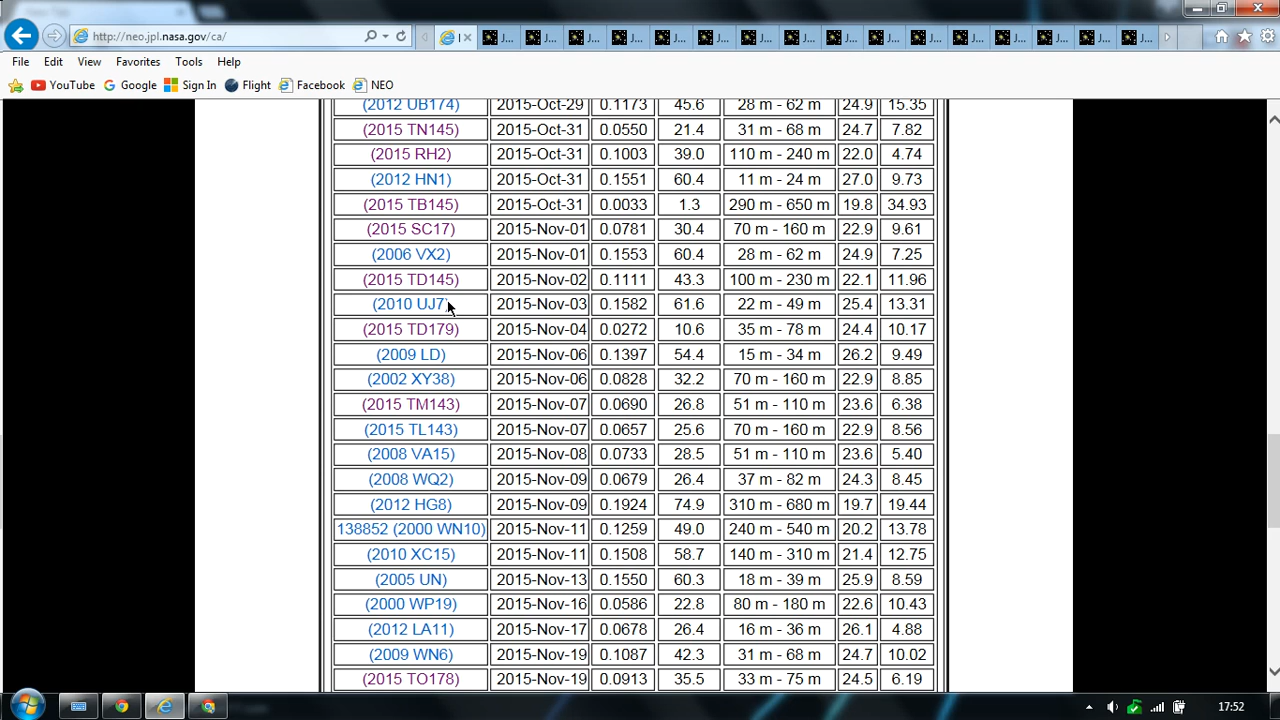 http://neo.jpl.nasa.gov/ca/
J... J... J... J... J... J... J... J... J... J... J... J... J... J... J... J...
File Edit View Favorites Tools Help
YouTube Google Sign In Flight Facebook NEO
(2012 UB174) 2015-Oct-29 0.1173 45.6 28 m - 62 m 24.9 15.35
(2015 TN145) 2015-Oct-31 0.0550 21.4 31 m - 68 m 24.7 7.82
(2015 RH2) 2015-Oct-31 0.1003 39.0 110 m - 240 m 22.0 4.74
(2012 HN1) 2015-Oct-31 0.1551 60.4 11 m - 24 m 27.0 9.73
(2015 TB145) 2015-Oct-31 0.0033 1.3 290 m - 650 m 19.8 34.93
(2015 SC17) 2015-Nov-01 0.0781 30.4 70 m - 160 m 22.9 9.61
(2006 VX2) 2015-Nov-01 0.1553 60.4 28 m - 62 m 24.9 7.25
(2015 TD145) 2015-Nov-02 0.1111 43.3 100 m - 230 m 22.1 11.96
(2010 UJ7) 2015-Nov-03 0.1582 61.6 22 m - 49 m 25.4 13.31
(2015 TD179) 2015-Nov-04 0.0272 10.6 35 m - 78 m 24.4 10.17
(2009 LD) 2015-Nov-06 0.1397 54.4 15 m - 34 m 26.2 9.49
(2002 XY38) 2015-Nov-06 0.0828 32.2 70 m - 160 m 22.9 8.85
(2015 TM143) 2015-Nov-07 0.0690 26.8 51 m - 110 m 23.6 6.38
(2015 TL143) 2015-Nov-07 0.0657 25.6 70 m - 160 m 22.9 8.56
(2008 VA15) 2015-Nov-08 0.0733 28.5 51 m - 110 m 23.6 5.40
(2008 WQ2) 2015-Nov-09 0.0679 26.4 37 m - 82 m 24.3 8.45
(2012 HG8) 2015-Nov-09 0.1924 74.9 310 m - 680 m 19.7 19.44
138852 (2000 WN10) 2015-Nov-11 0.1259 49.0 240 m - 540 m 20.2 13.78
(2010 XC15) 2015-Nov-11 0.1508 58.7 140 m - 310 m 21.4 12.75
(2005 UN) 2015-Nov-13 0.1550 60.3 18 m - 39 m 25.9 8.59
(2000 WP19) 2015-Nov-16 0.0586 22.8 80 m - 180 m 22.6 10.43
(2012 LA11) 2015-Nov-17 0.0678 26.4 16 m - 36 m 26.1 4.88
(2009 WN6) 2015-Nov-19 0.1087 42.3 31 m - 68 m 24.7 10.02
(2015 TO178) 2015-Nov-19 0.0913 35.5 33 m - 75 m 24.5 6.19
17:52